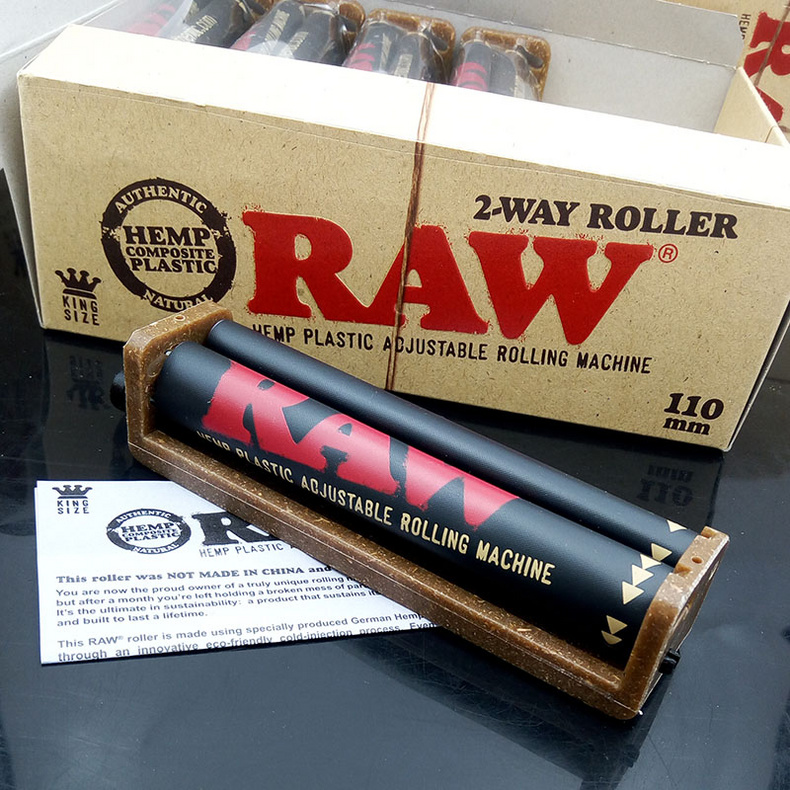 AUTHENTIC
HEMP
COMPOSITE
PLASTIC
NATURAL
KING
SIZE
2-WAY ROLLER
RAW®
HEMP PLASTIC ADJUSTABLE ROLLING MACHINE
110
mm
RAW
HEMP PLASTIC ADJUSTABLE ROLLING MACHINE
KING
SIZE
AUTHENTIC
HEMP
COMPOSITE
PLASTIC
NATURAL
HEMP PLASTIC
This roller was NOT MADE IN CHINA and
You are now the proud owner of a truly unique rolling
but after a month you're left holding a broken mess of
It's the ultimate in sustainability: a product that sustains
and built to last a lifetime.
This RAW® roller is made using specially produced German Hemp
through an innovative eco-friendly cold-injection process.